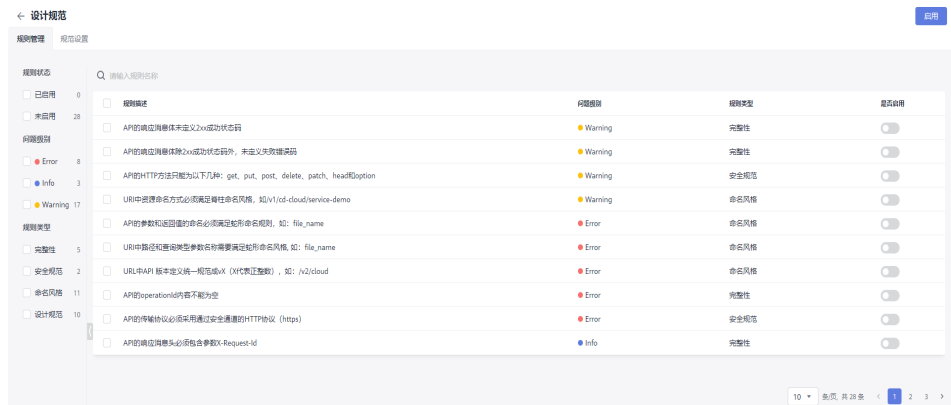 ← 设计规范
启用
规则管理 规范设置
规则状态
已启用 0
未启用 28
问题级别
Error 8
Info 3
Warning 17
规则类型
完整性 5
安全规范 2
命名风格 11
设计规范 10
请输入规则名称
规则描述 问题级别 规则类型 是否启用
API的响应消息体未定义2xx成功状态码 Warning 完整性
API的响应消息体除2xx成功状态码外，未定义失败错误码 Warning 完整性
API的HTTP方法只能为以下几种：get、put、post、delete、patch、head和option Warning 安全规范
URI中资源命名方式必须满足脊柱命名风格，如/v1/cd-cloud/service-demo Warning 命名风格
API的参数和返回值的命名必须满足蛇形命名规则，如：file_name Error 命名风格
URI中路径和查询类型参数名称需要满足蛇形命名风格, 如：file_name Error 命名风格
URL中API 版本定义统一规范成vX（X代表正整数），如：/v2/cloud Error 命名风格
API的operationId内容不能为空 Error 完整性
API的传输协议必须采用通过安全通道的HTTP协议（https） Error 安全规范
API的响应消息头必须包含参数X-Request-Id Info 完整性
10 条/页, 共 28 条 < 1 2 3 >